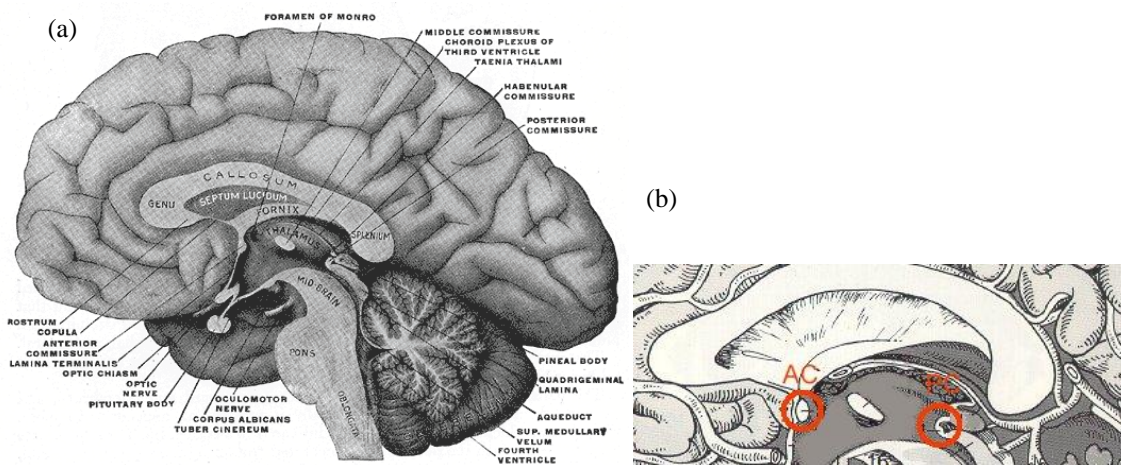 (a)
FORAMEN OF MONRO
MIDDLE COMMISSURE
CHOROID PLEXUS OF
THIRD VENTRICLE
TAENIA THALAMI
HABENULAR
COMMISSURE
POSTERIOR
COMMISSURE
CALLOSUM
GENU
SEPTUM LUCIDUM
FORNIX
THALAMUS
SPLENIUM
MID-BRAIN
PONS
OBLONGATA
ROSTRUM
COPULA
ANTERIOR
COMMISSURE
LAMINA TERMINALIS
OPTIC CHIASM
OPTIC
NERVE
PITUITARY BODY
OCULOMOTOR
NERVE
CORPUS ALBICANS
TUBER CINEREUM
PINEAL BODY
QUADRIGEMINAL
LAMINA
AQUEDUCT
SUP. MEDULLARY
VELUM
FOURTH
VENTRICLE
(b)
AC
PC
16